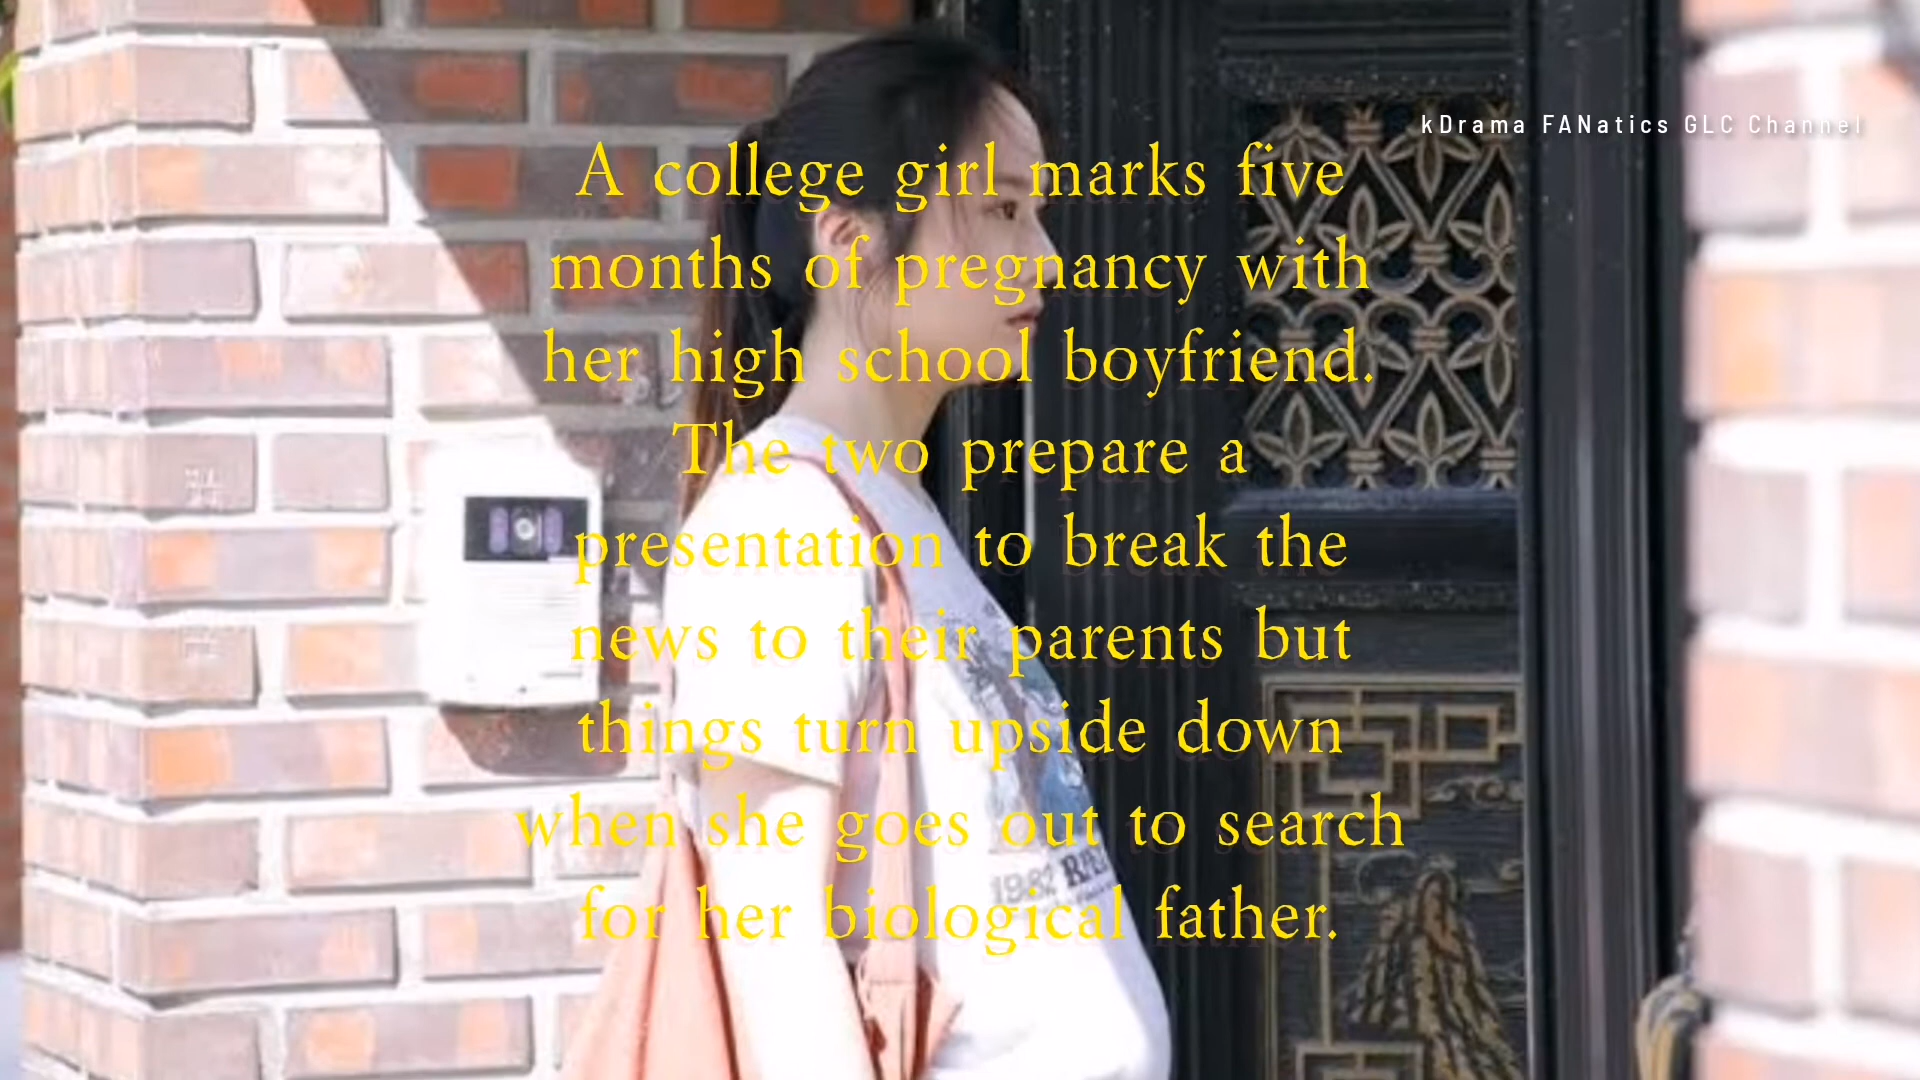 kDrama FANatics GLC Channel
A college girl marks five
months of pregnancy with
her high school boyfriend.
The two prepare a
presentation to break the
news to their parents but
things turn upside down
when she goes out to search
for her biological father.
1982